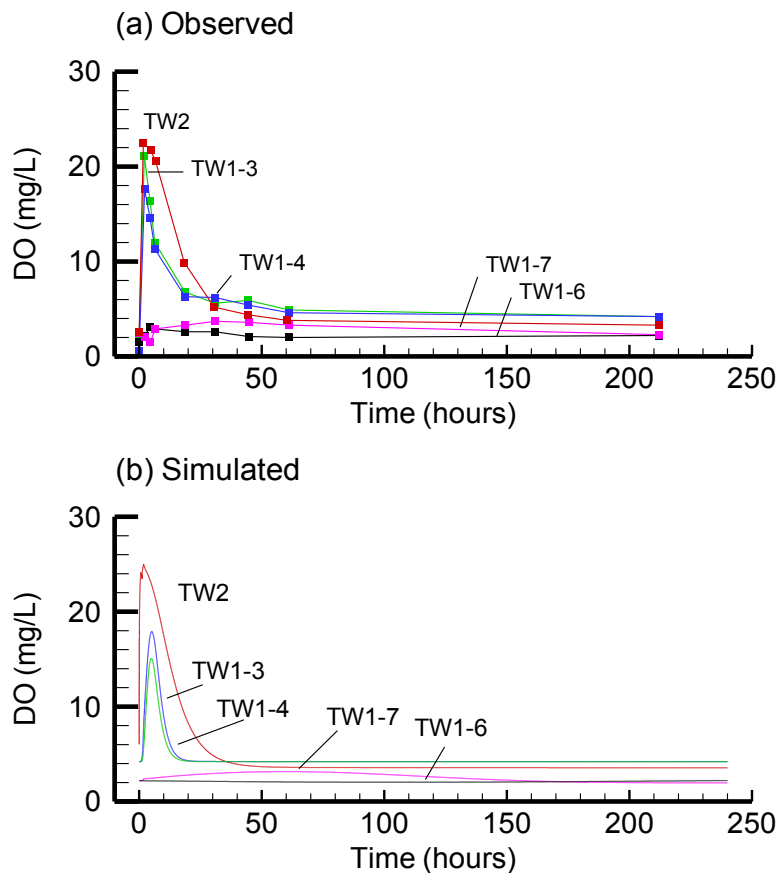 (a) Observed
30
TW2
20
TW1-3
DO (mg/L)
10
TW1-4
TW1-7
TW1-6
0
0 50 100 150 200 250
Time (hours)
(b) Simulated
30
TW2
20
TW1-3
DO (mg/L)
TW1-4
10
TW1-7
TW1-6
0
0 50 100 150 200 250
Time (hours)